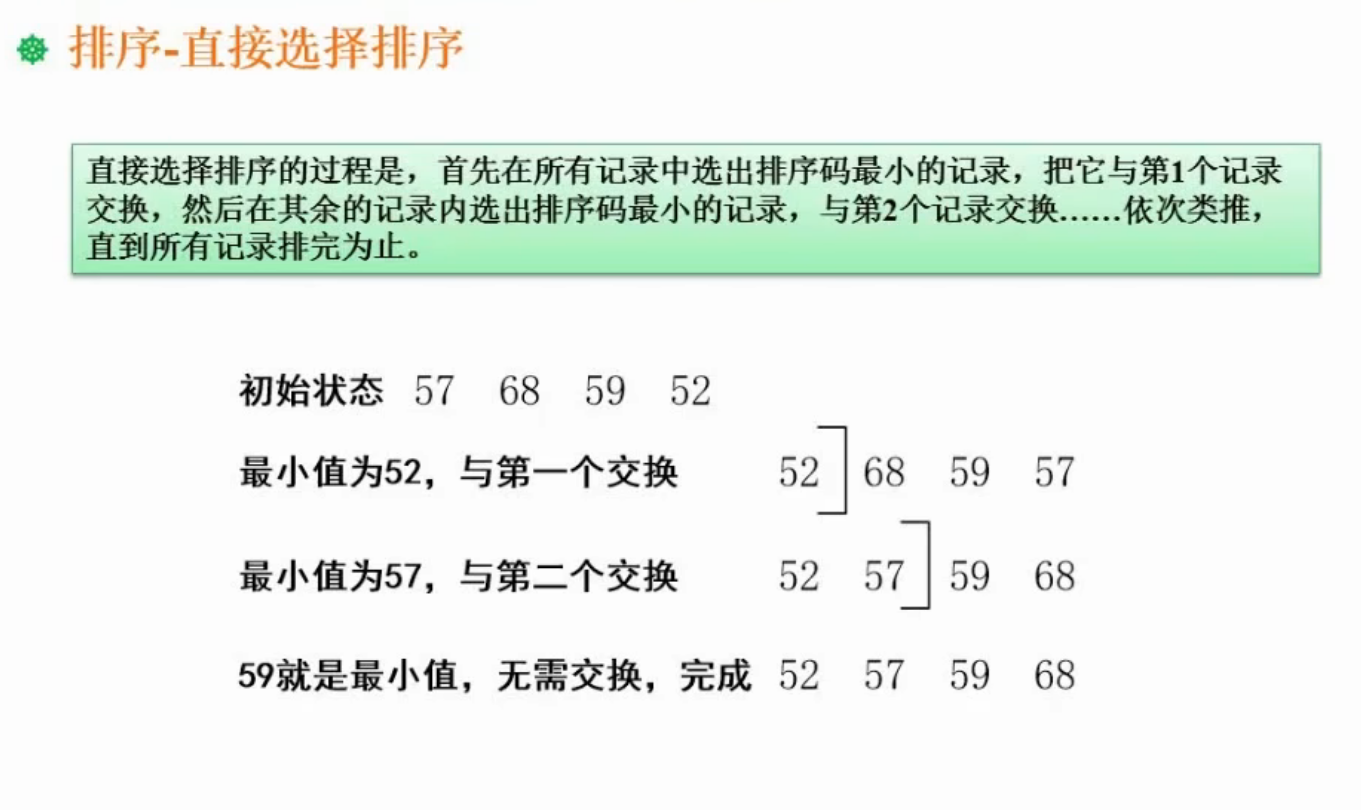 排序-直接选择排序
直接选择排序的过程是，首先在所有记录中选出排序码最小的记录，把它与第1个记录
交换，然后在其余的记录内选出排序码最小的记录，与第2个记录交换……依次类推，
直到所有记录排完为止。
初始状态 57 68 59 52
最小值为52，与第一个交换 52 68 59 57
最小值为57，与第二个交换 52 57 59 68
59就是最小值，无需交换，完成 52 57 59 68